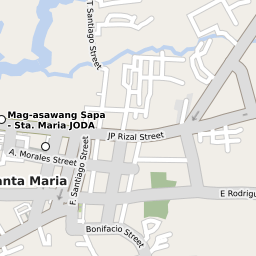 T Santiago Street
Mag-asawang Sapa
- Sta. Maria JODA
JP Rizal Street
A. Morales Street
anta Maria
F. Santiago Street
E Rodrigu
Bonifacio Street